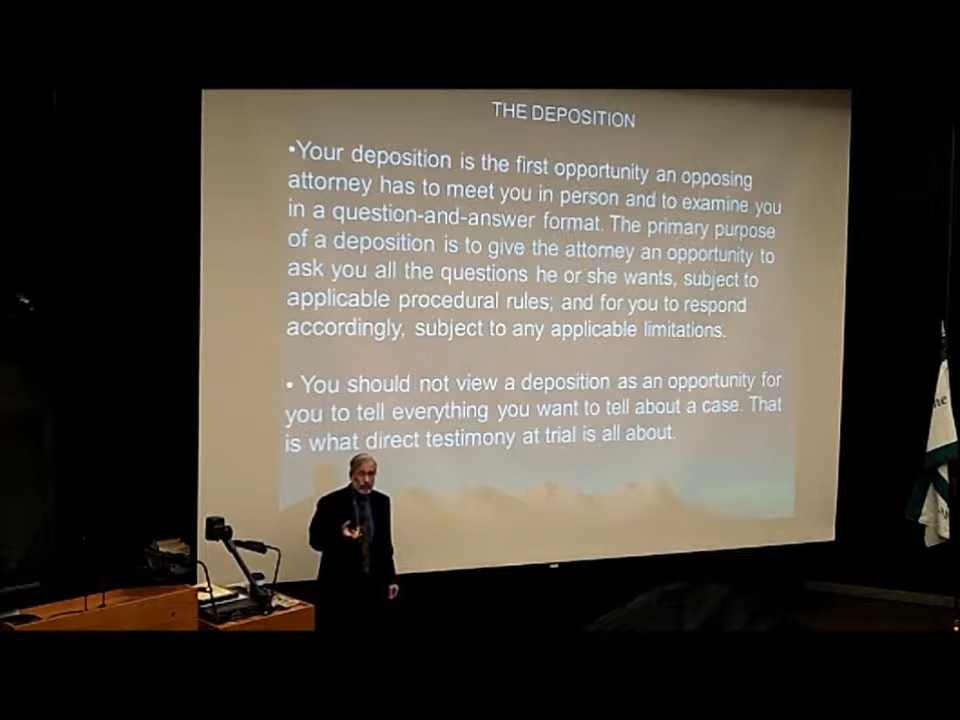 THE DEPOSITION
•Your deposition is the first opportunity an opposing
attorney has to meet you in person and to examine you
in a question-and-answer format. The primary purpose
of a deposition is to give the attorney an opportunity to
ask you all the questions he or she wants, subject to
applicable procedural rules; and for you to respond
accordingly, subject to any applicable limitations.
• You should not view a deposition as an opportunity for
you to tell everything you want to tell about a case. That
is what direct testimony at trial is all about.